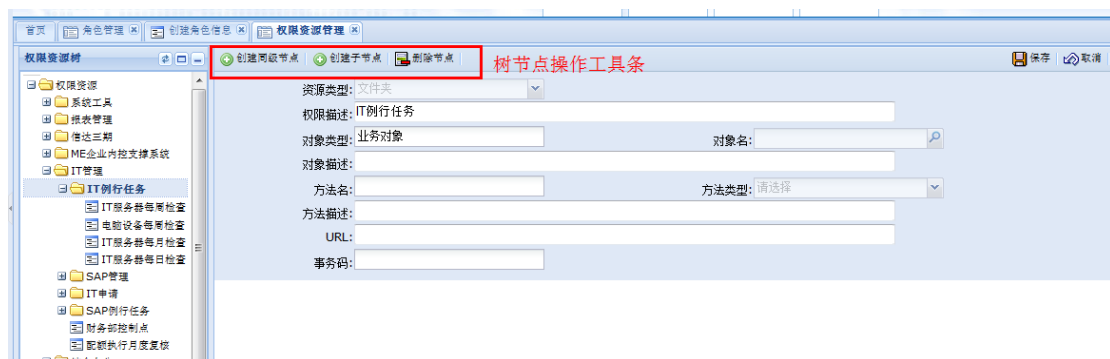 首页 角色管理 创建角色信息 权限资源管理
权限资源树 创建同级节点 创建子节点 删除节点 树节点操作工具条 保存 取消
权限资源
系统工具
报表管理
信达三期
ME企业内控支撑系统
IT管理
IT例行任务
IT服务器每周检查
电脑设备每周检查
IT服务器每月检查
IT服务器每日检查
SAP管理
IT申请
SAP例行任务
财务部控制点
配额执行月度复核
资源类型: 文件夹
权限描述: IT例行任务
对象类型: 业务对象 对象名:
对象描述:
方法名: 方法类型: 请选择
方法描述:
URL:
事务码: